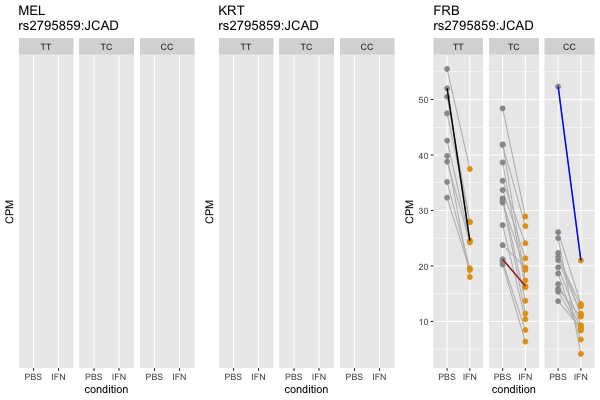 MEL
rs2795859:JCAD
TT TC CC
CPM
PBS IFN PBS IFN PBS IFN
condition
KRT
rs2795859:JCAD
TT TC CC
CPM
PBS IFN PBS IFN PBS IFN
condition
FRB
rs2795859:JCAD
TT TC CC
50
40
30
20
10
CPM
PBS IFN PBS IFN PBS IFN
condition